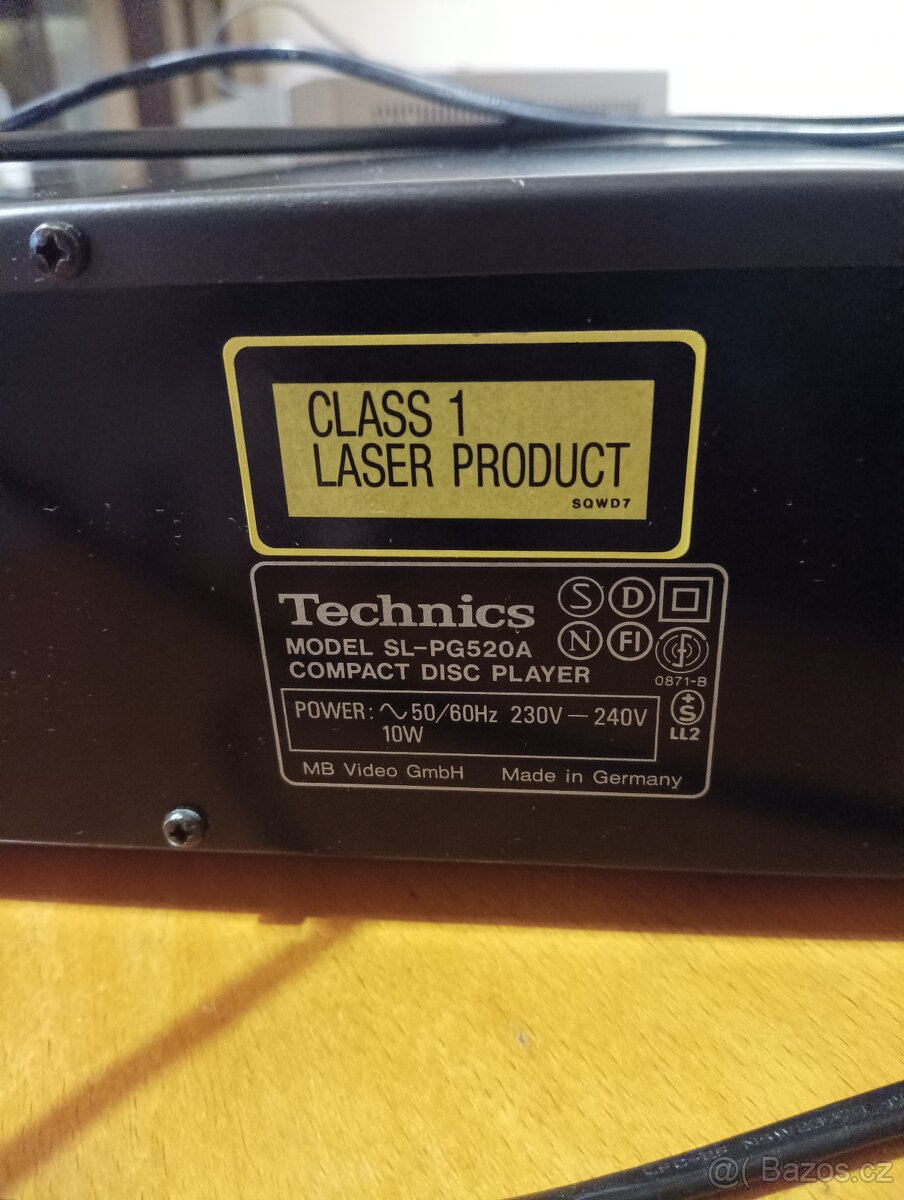 CLASS 1
LASER PRODUCT
SQWD7
Technics
MODEL SL-PG520A
COMPACT DISC PLAYER
S D
N FI
0871-B
POWER: ∿ 50/60Hz 230V — 240V
10W
+
S
LL2
MB Video GmbH Made in Germany
@( Bazos.cz